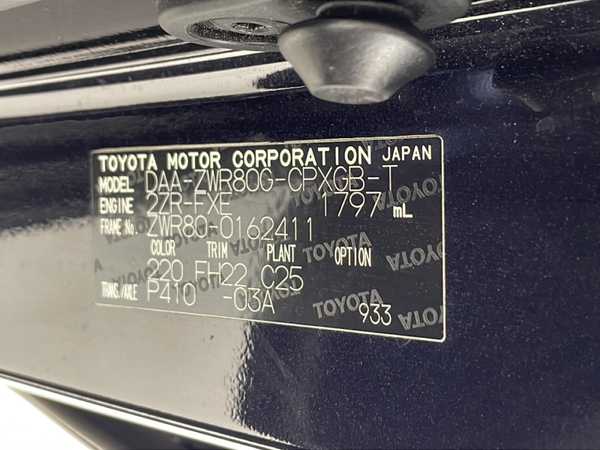 TOYOTA MOTOR CORPORATION JAPAN
MODEL DAA-ZWR80G-CPXGB-T
ENGINE 2ZR-FXE 1797 mL
FRAME No. ZWR80-0162411
COLOR TRIM PLANT OPTION
220 FH22 C25
TRANS./AXLE P410 -03A
933